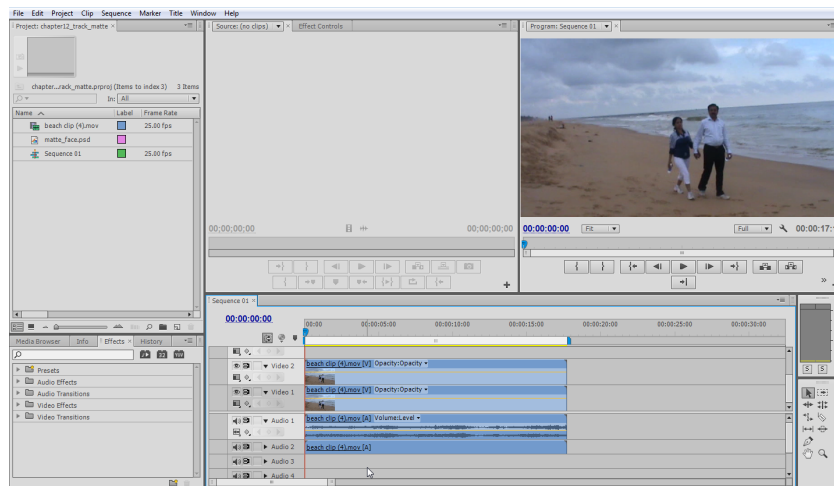 File Edit Project Clip Sequence Marker Title Window Help
Project: chapter12_track_matte
chapter...rack_matte.prproj (Items to index 3) 3 Items
In: All
Name Label Frame Rate
beach clip (4).mov 25.00 fps
matte_face.psd
Sequence 01 25.00 fps
Source: (no clips) Effect Controls
00;00;00;00 00;00;00;00
Program: Sequence 01
00:00:00:00 Fit Full 00:00:17:
Media Browser Info Effects History
Presets
Audio Effects
Audio Transitions
Video Effects
Video Transitions
Sequence 01
00:00:00:00
00:00 00:00:05:00 00:00:10:00 00:00:15:00 00:00:20:00 00:00:25:00 00:00:30:00
Video 2 beach clip (4).mov [V] Opacity:Opacity
Video 1 beach clip (4).mov [V] Opacity:Opacity
Audio 1 beach clip (4).mov [A] Volume:Level
Audio 2 beach clip (4).mov [A]
Audio 3
Audio 4
S S